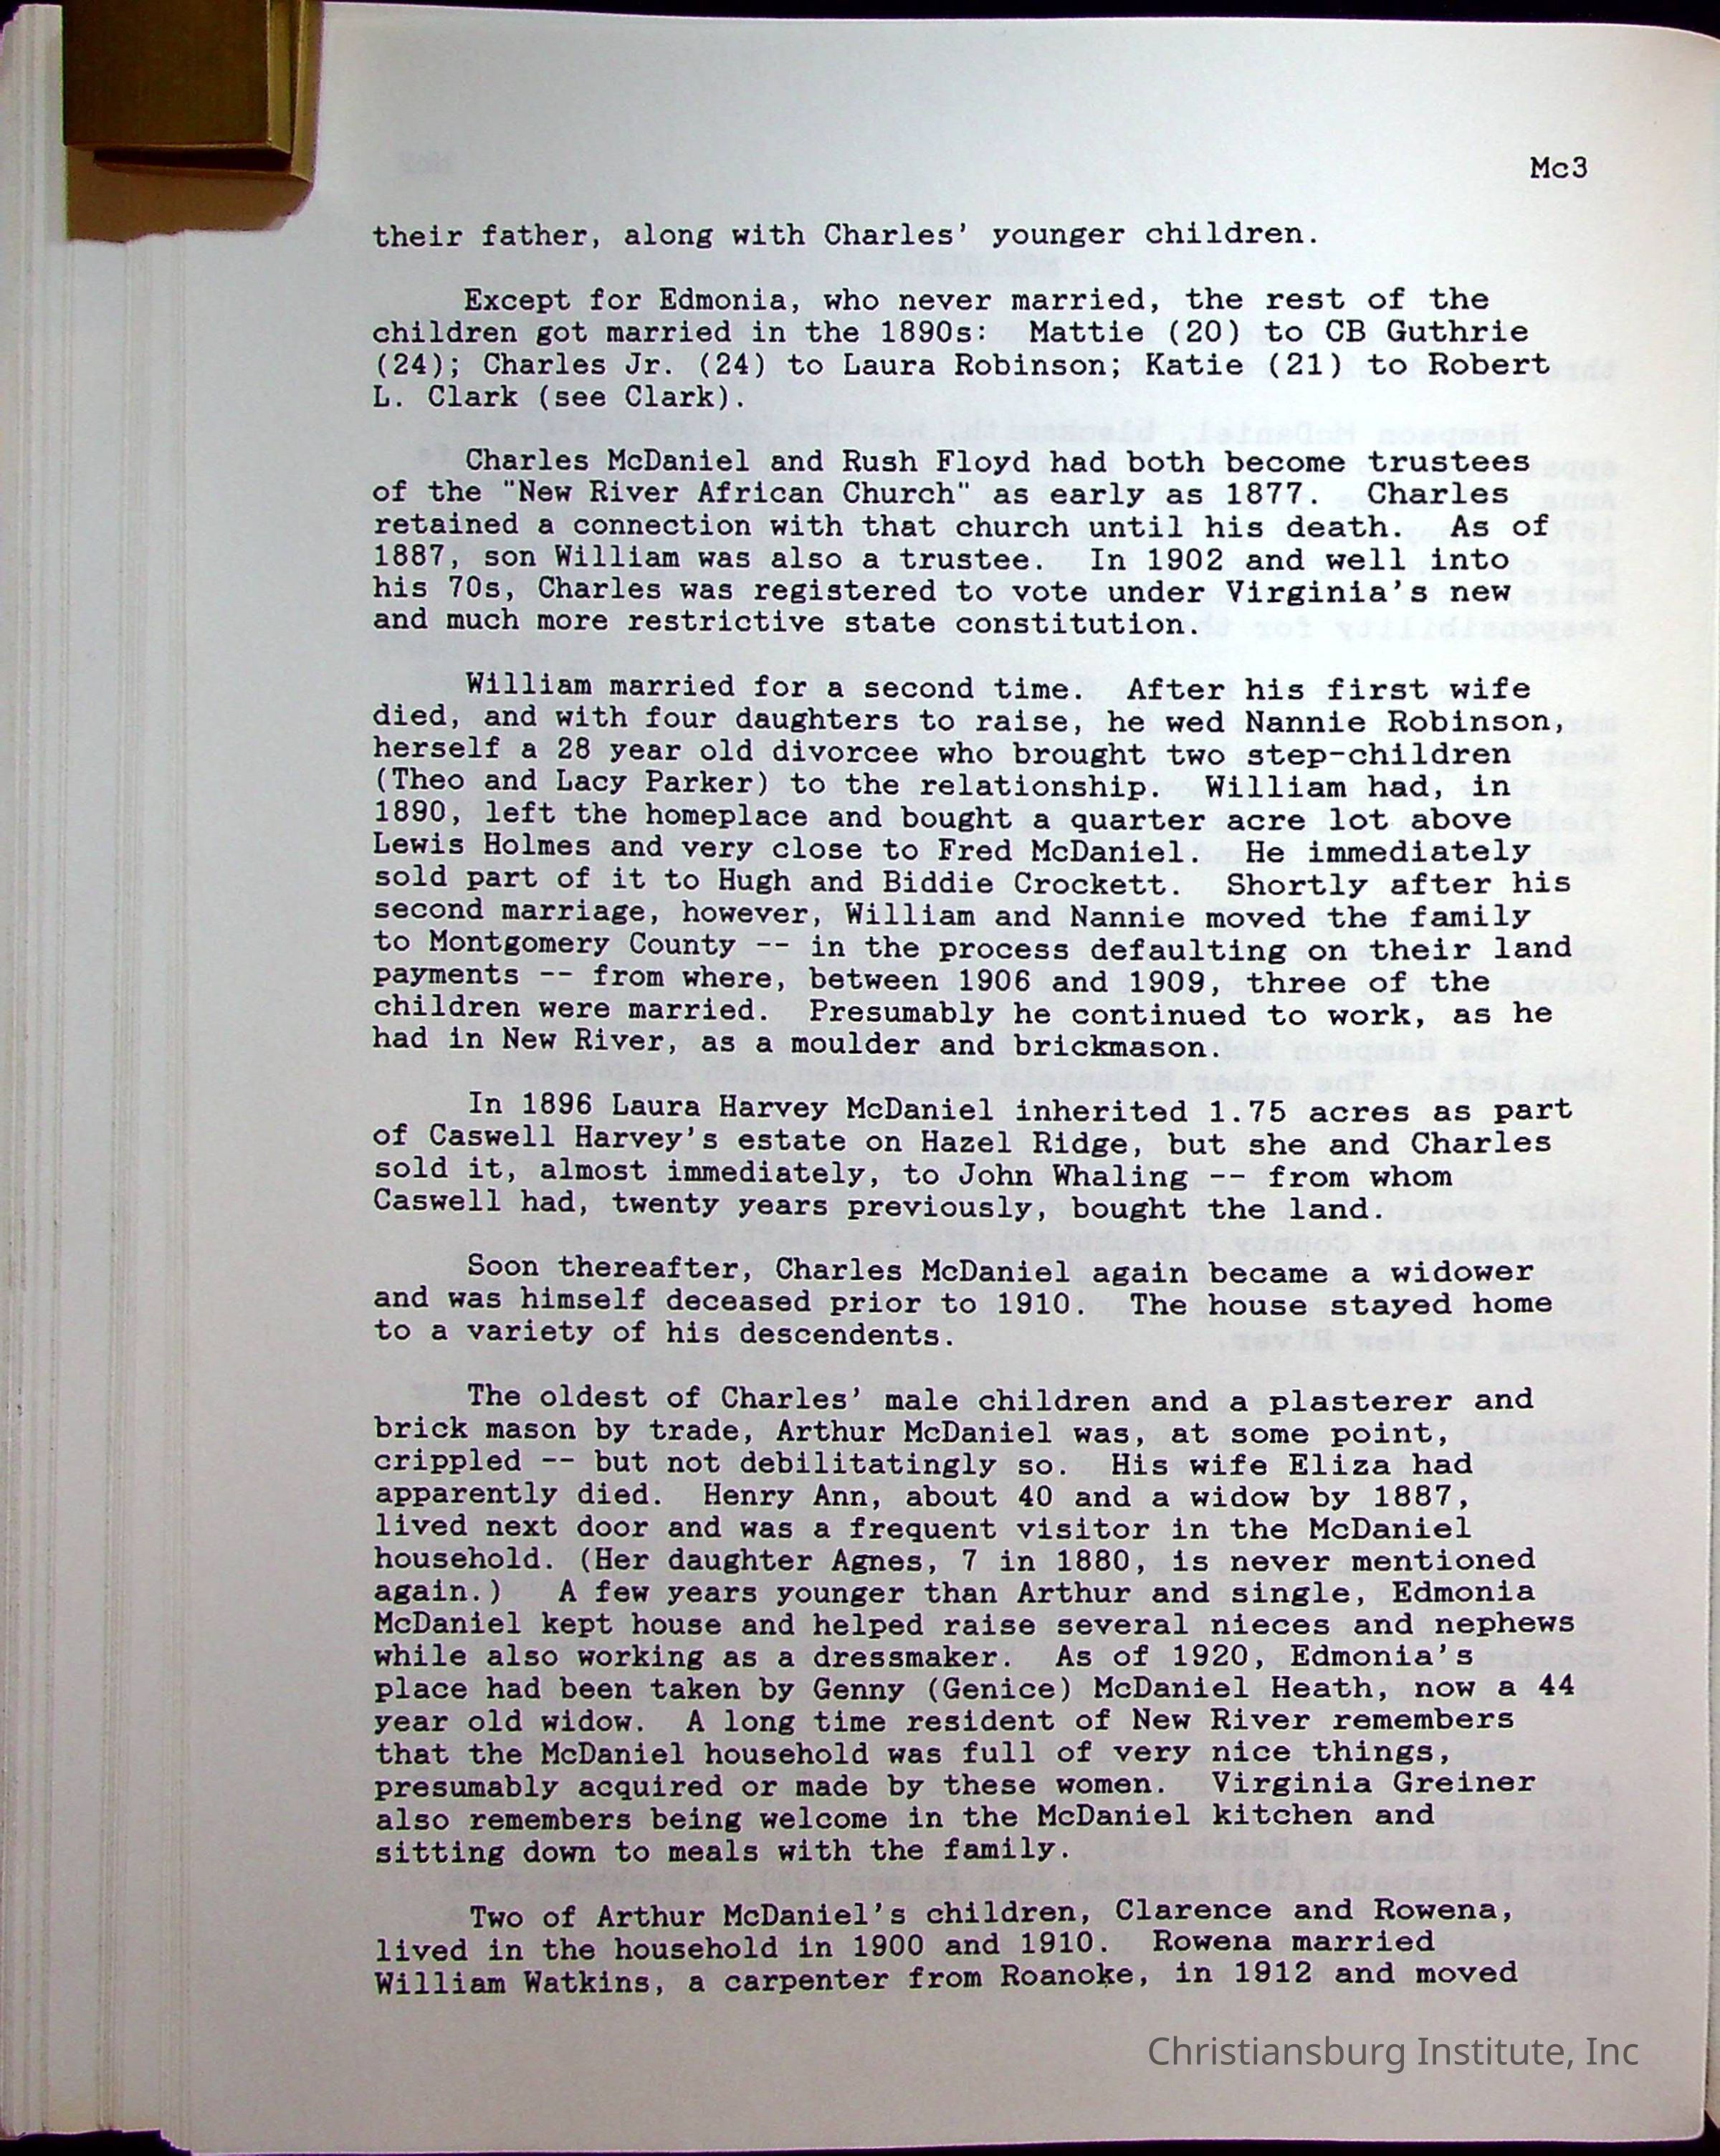 Mc3
their father, along with Charles' younger children.
Except for Edmonia, who never married, the rest of the
children got married in the 1890s:  Mattie (20) to CB Guthrie
(24); Charles Jr. (24) to Laura Robinson; Katie (21) to Robert
L. Clark (see Clark).
Charles McDaniel and Rush Floyd had both become trustees
of the "New River African Church" as early as 1877.  Charles
retained a connection with that church until his death.  As of
1887, son William was also a trustee.  In 1902 and well into
his 70s, Charles was registered to vote under Virginia's new
and much more restrictive state constitution.
William married for a second time.  After his first wife
died, and with four daughters to raise, he wed Nannie Robinson,
herself a 28 year old divorcee who brought two step-children
(Theo and Lacy Parker) to the relationship.  William had, in
1890, left the homeplace and bought a quarter acre lot above
Lewis Holmes and very close to Fred McDaniel.  He immediately
sold part of it to Hugh and Biddie Crockett.  Shortly after his
second marriage, however, William and Nannie moved the family
to Montgomery County -- in the process defaulting on their land
payments -- from where, between 1906 and 1909, three of the
children were married.  Presumably he continued to work, as he
had in New River, as a moulder and brickmason.
In 1896 Laura Harvey McDaniel inherited 1.75 acres as part
of Caswell Harvey's estate on Hazel Ridge, but she and Charles
sold it, almost immediately, to John Whaling -- from whom
Caswell had, twenty years previously, bought the land.
Soon thereafter, Charles McDaniel again became a widower
and was himself deceased prior to 1910.  The house stayed home
to a variety of his descendents.
The oldest of Charles' male children and a plasterer and
brick mason by trade, Arthur McDaniel was, at some point,
crippled -- but not debilitatingly so.  His wife Eliza had
apparently died.  Henry Ann, about 40 and a widow by 1887,
lived next door and was a frequent visitor in the McDaniel
household. (Her daughter Agnes, 7 in 1880, is never mentioned
again.)  A few years younger than Arthur and single, Edmonia
McDaniel kept house and helped raise several nieces and nephews
while also working as a dressmaker.  As of 1920, Edmonia's
place had been taken by Genny (Genice) McDaniel Heath, now a 44
year old widow.  A long time resident of New River remembers
that the McDaniel household was full of very nice things,
presumably acquired or made by these women.  Virginia Greiner
also remembers being welcome in the McDaniel kitchen and
sitting down to meals with the family.
Two of Arthur McDaniel's children, Clarence and Rowena,
lived in the household in 1900 and 1910.  Rowena married
William Watkins, a carpenter from Roanoke, in 1912 and moved
Christiansburg Institute, Inc